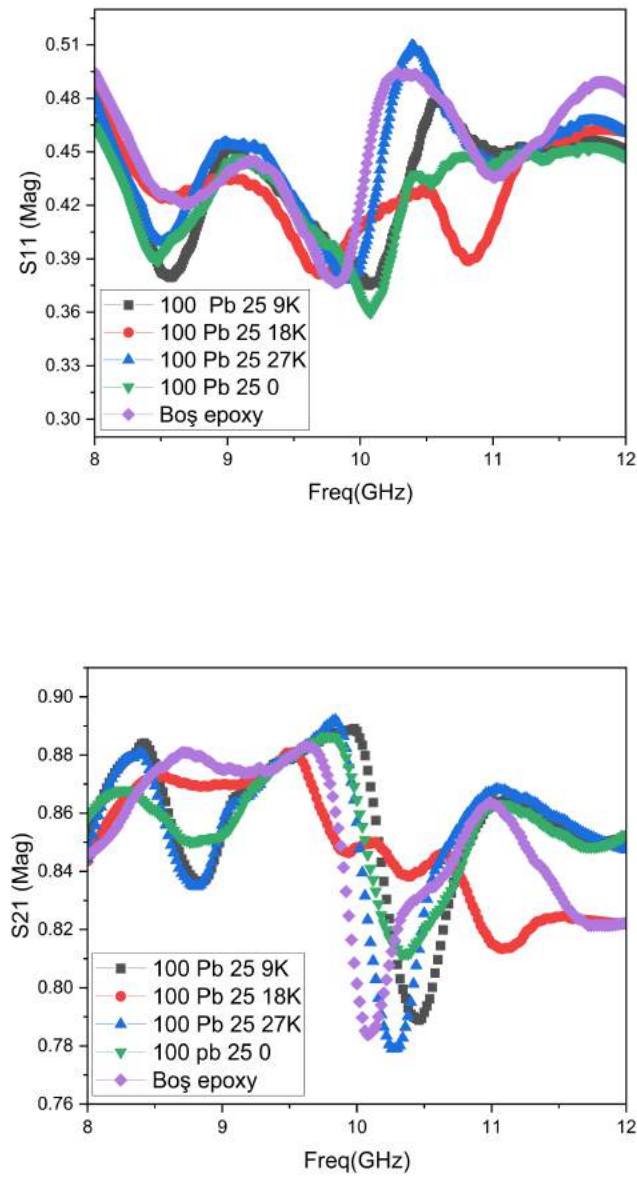 0.51
0.48
0.45
0.42
0.39
0.36
0.33
0.30
S11 (Mag)
100 Pb 25 9K
100 Pb 25 18K
100 Pb 25 27K
100 Pb 25 0
Boş epoxy
8 9 10 11 12
Freq(GHz)
0.90
0.88
0.86
0.84
0.82
0.80
0.78
0.76
S21 (Mag)
100 Pb 25 9K
100 Pb 25 18K
100 Pb 25 27K
100 pb 25 0
Boş epoxy
8 9 10 11 12
Freq(GHz)